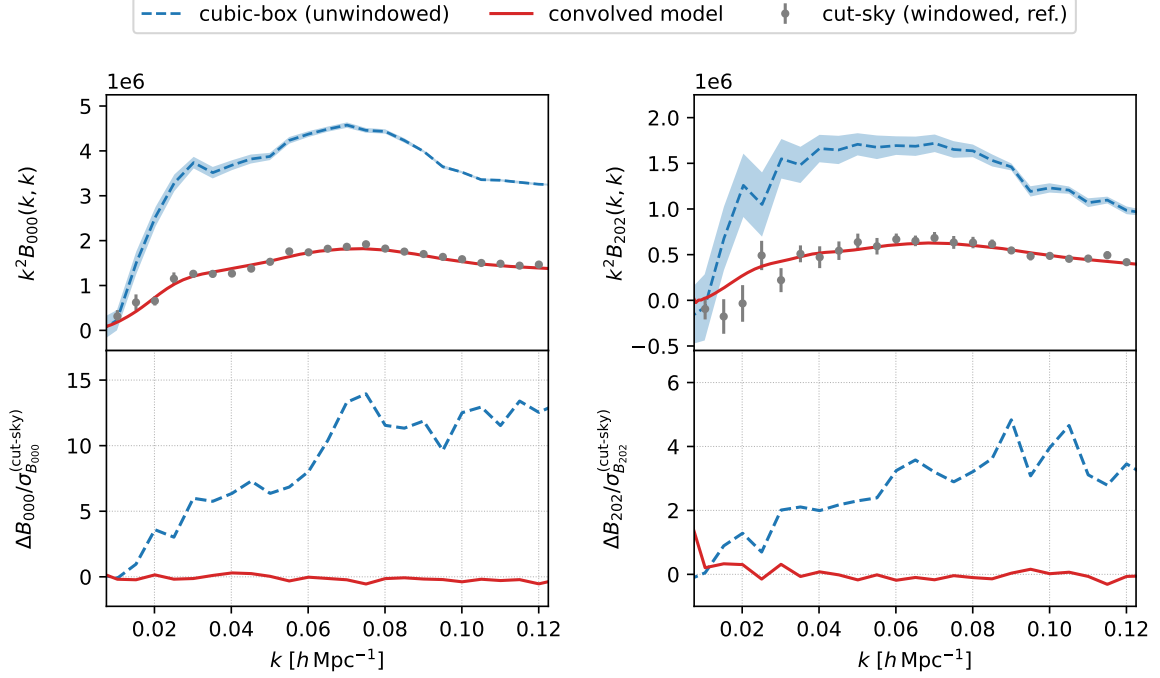 cubic-box (unwindowed) convolved model cut-sky (windowed, ref.)
1e6
5
4
3
2
1
0
k²B₀₀₀(k, k)
1e6
2.0
1.5
1.0
0.5
0.0
−0.5
k²B₂₀₂(k, k)
15
10
5
0
ΔB₀₀₀/σ_{B₀₀₀}^{(cut-sky)}
0.02 0.04 0.06 0.08 0.10 0.12
k [h Mpc⁻¹]
6
4
2
0
ΔB₂₀₂/σ_{B₂₀₂}^{(cut-sky)}
0.02 0.04 0.06 0.08 0.10 0.12
k [h Mpc⁻¹]